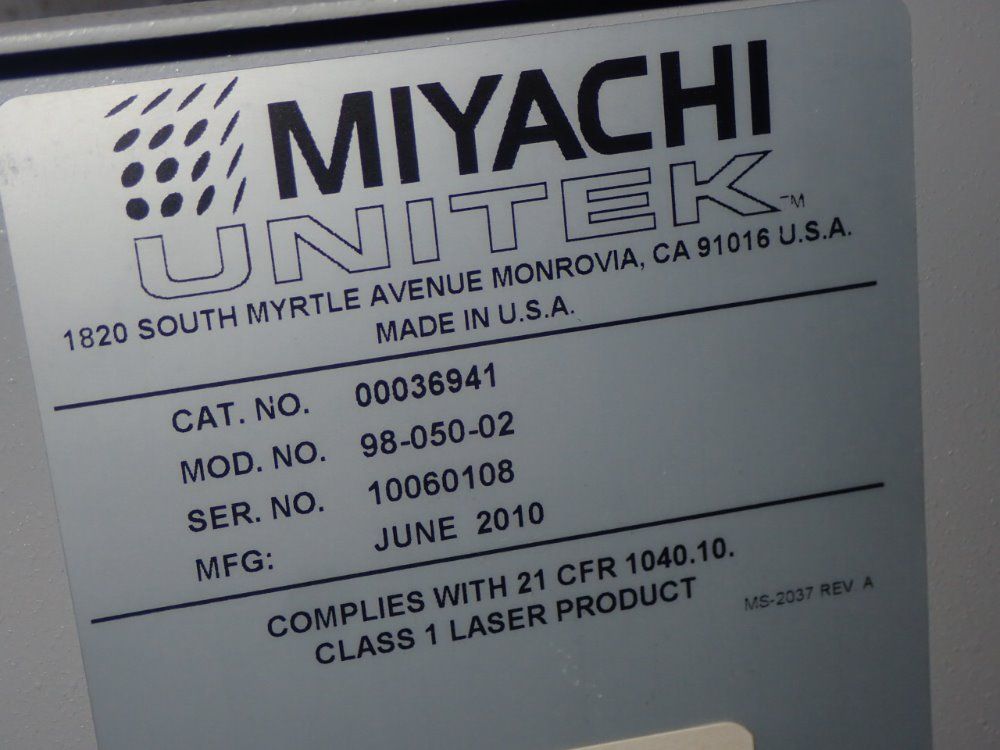 MIYACHI
UNITEK™
1820 SOUTH MYRTLE AVENUE MONROVIA, CA 91016 U.S.A.
MADE IN U.S.A.
CAT. NO. 00036941
MOD. NO. 98-050-02
SER. NO. 10060108
MFG: JUNE 2010
COMPLIES WITH 21 CFR 1040.10.
CLASS 1 LASER PRODUCT
MS-2037 REV A